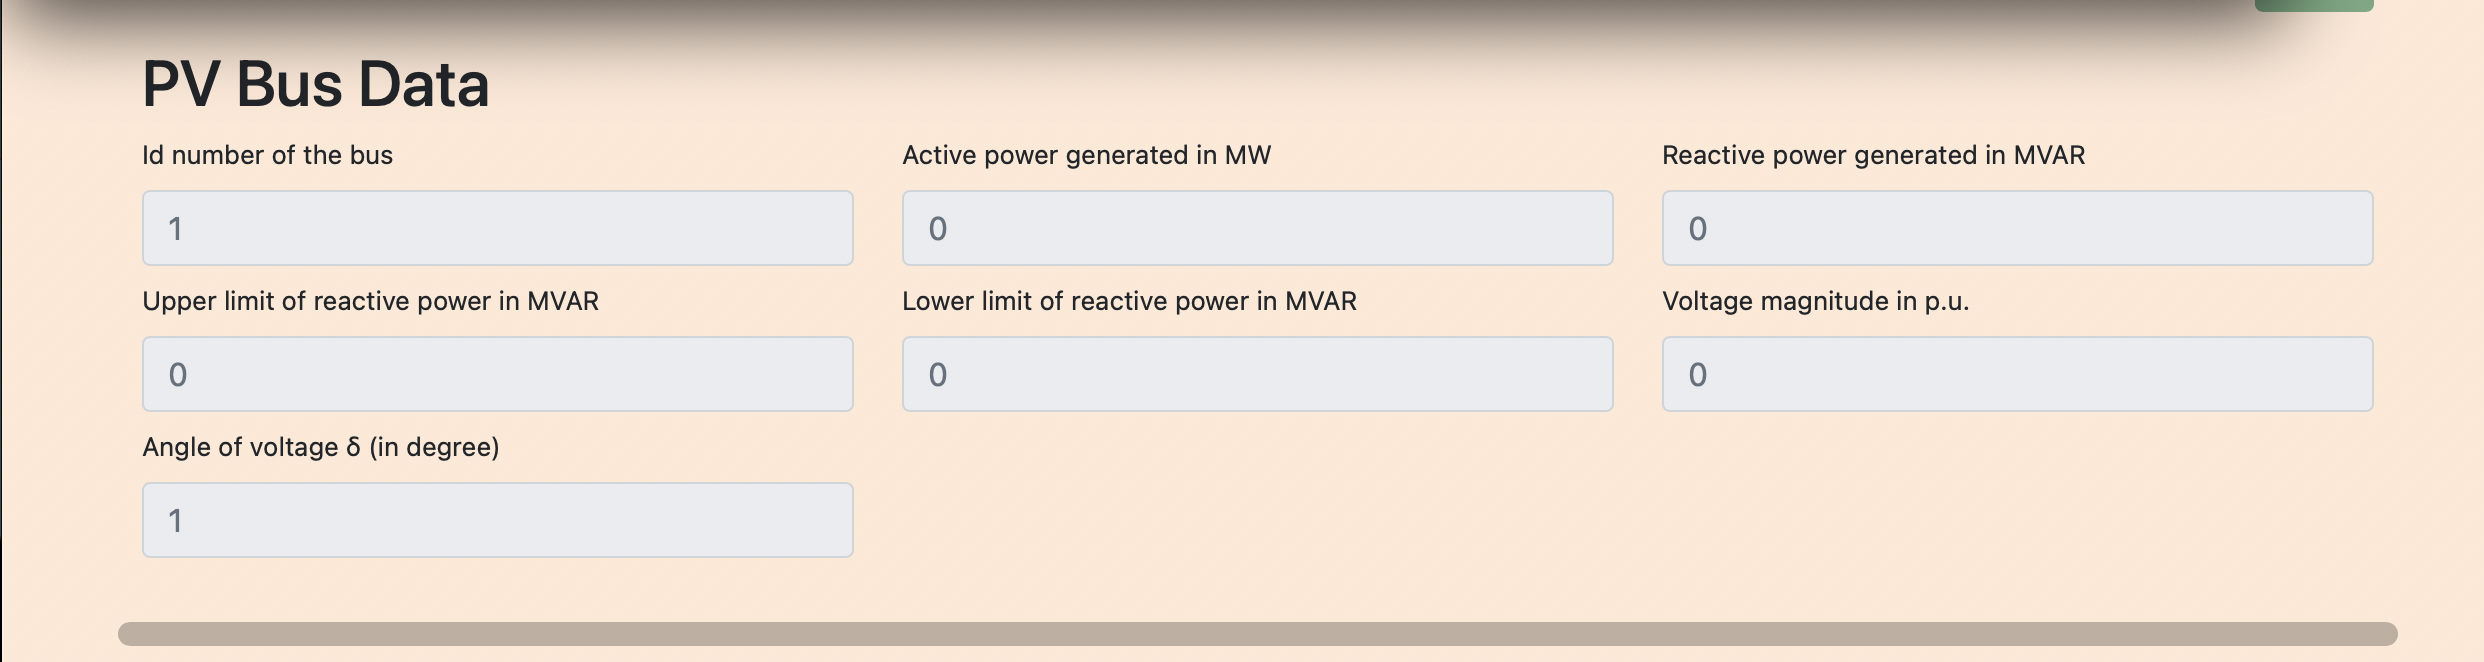 PV Bus Data
Id number of the bus
Active power generated in MW
Reactive power generated in MVAR
1
0
0
Upper limit of reactive power in MVAR
Lower limit of reactive power in MVAR
Voltage magnitude in p.u.
0
0
0
Angle of voltage δ (in degree)
1